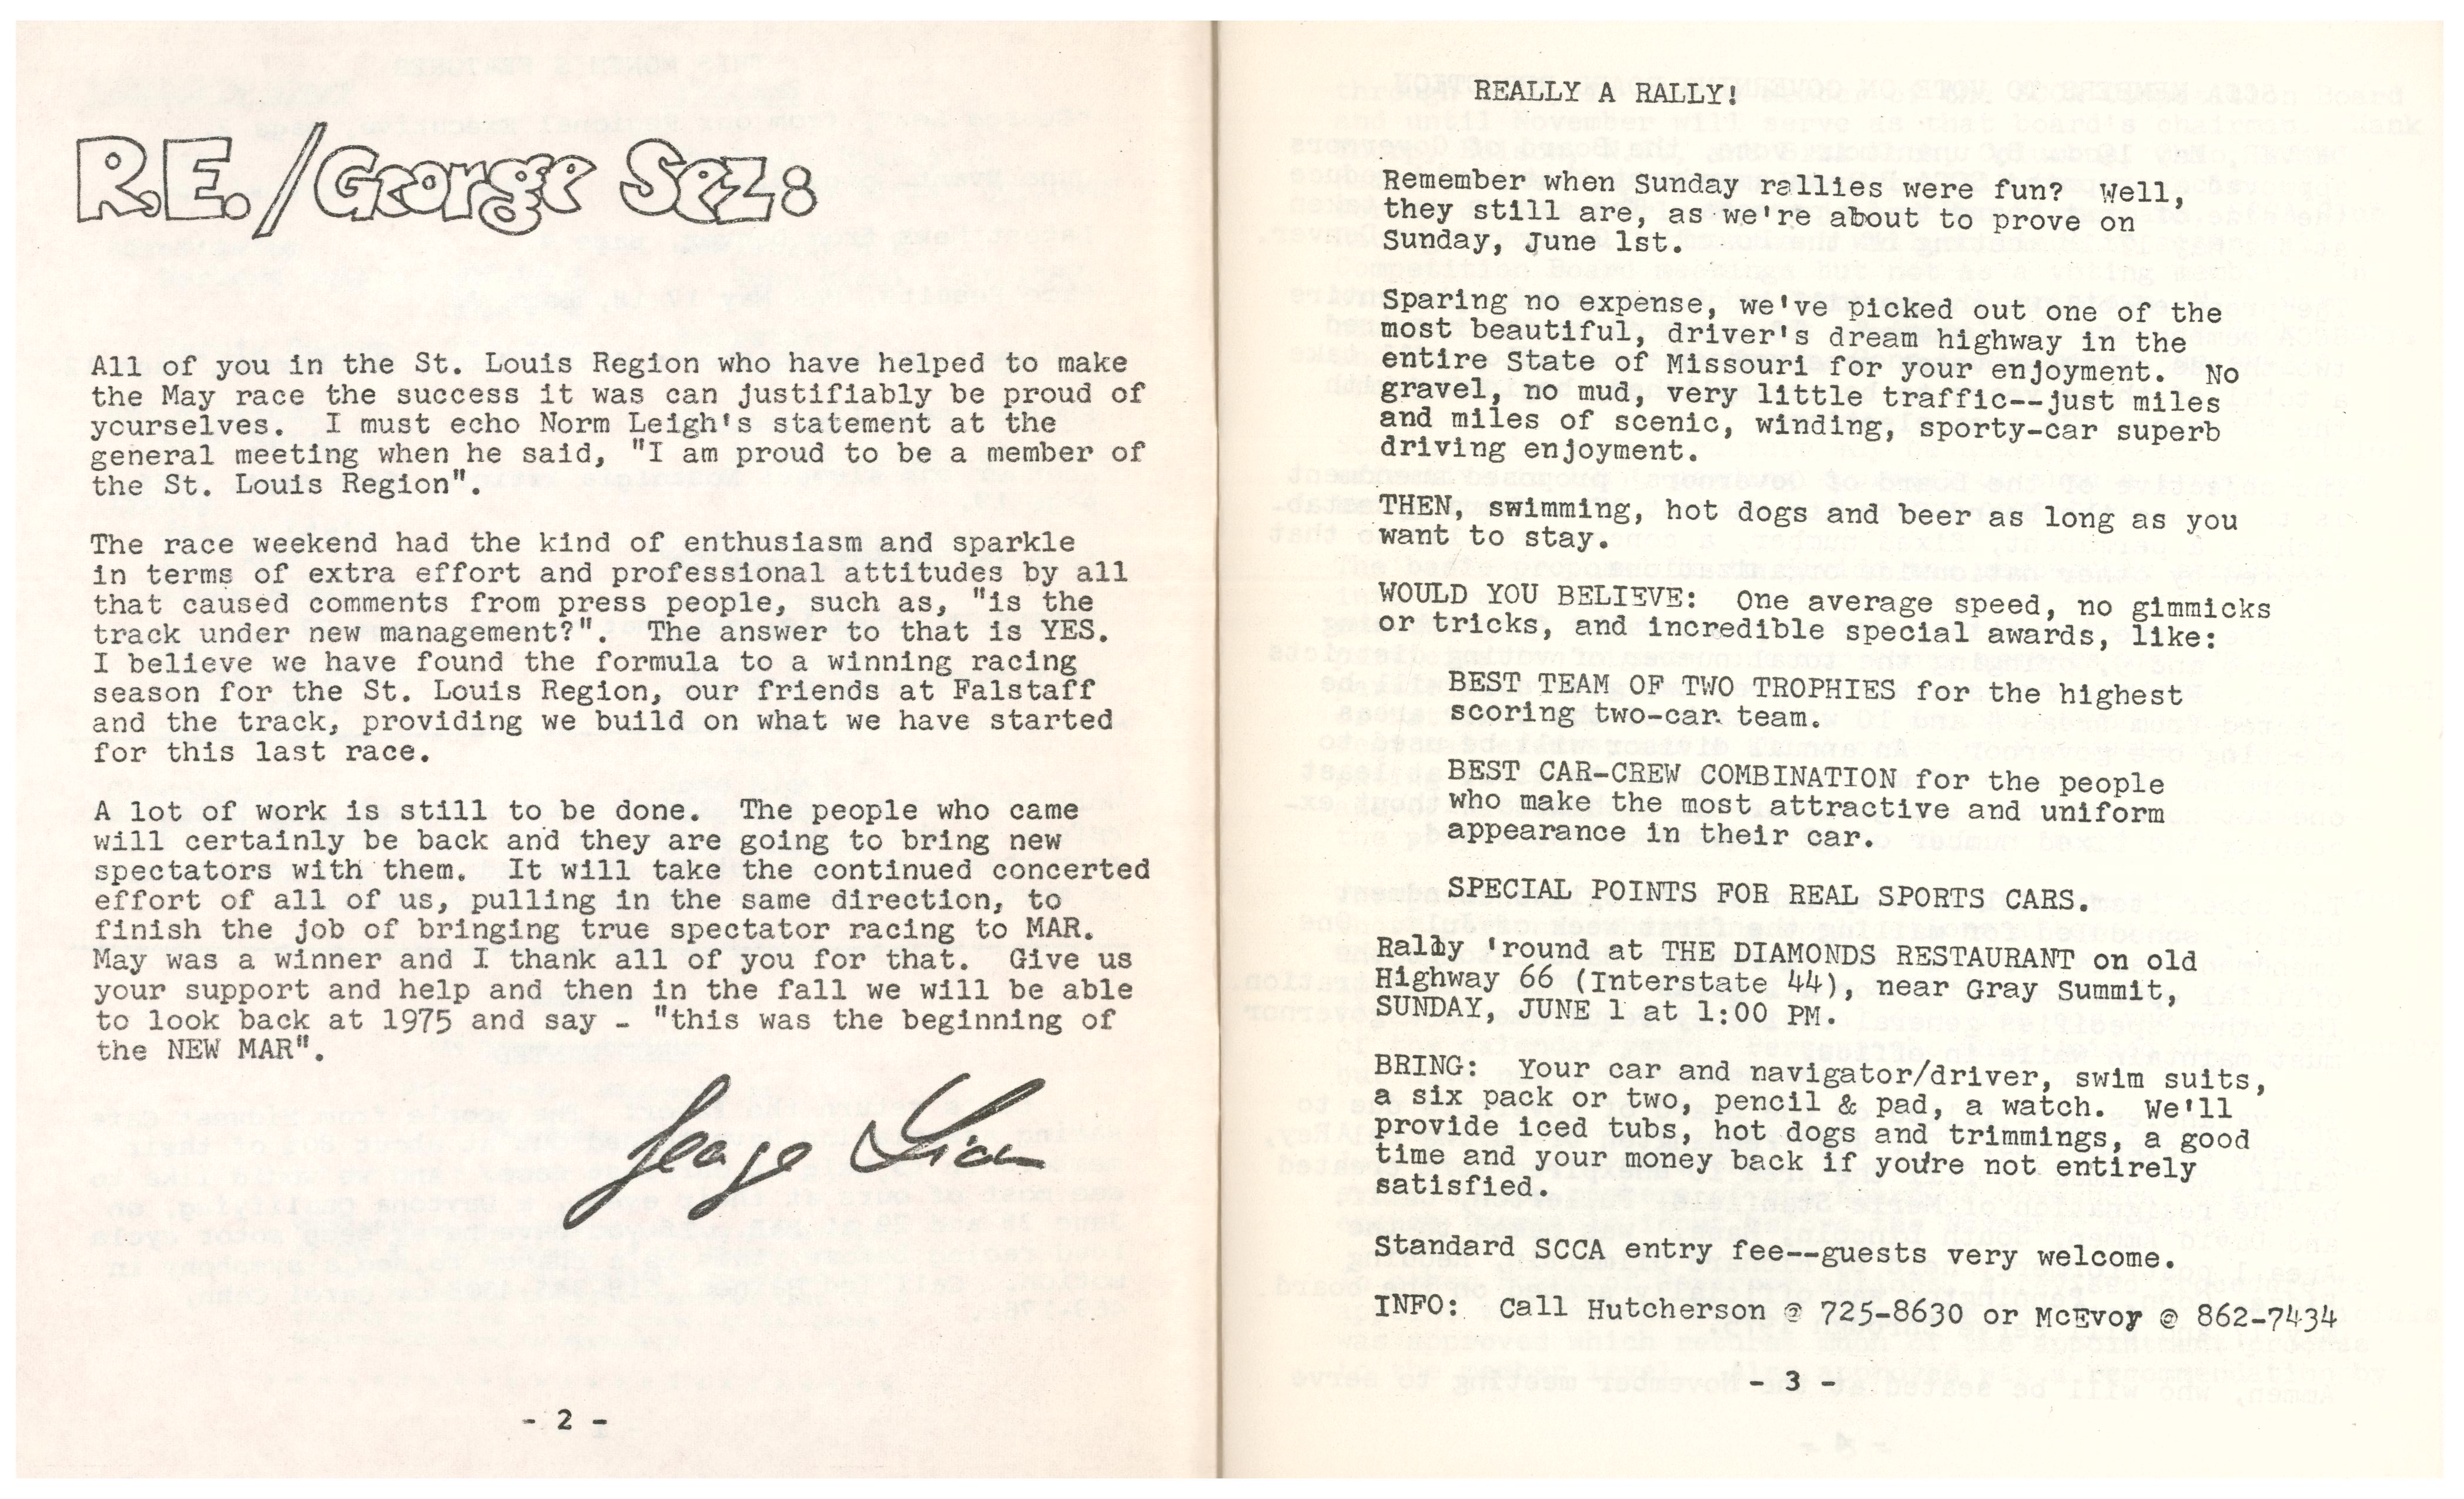 R.E./George Sez:
All of you in the St. Louis Region who have helped to make
the May race the success it was can justifiably be proud of
yourselves. I must echo Norm Leigh's statement at the
general meeting when he said, "I am proud to be a member of
the St. Louis Region".
The race weekend had the kind of enthusiasm and sparkle
in terms of extra effort and professional attitudes by all
that caused comments from press people, such as, "is the
track under new management?". The answer to that is YES.
I believe we have found the formula to a winning racing
season for the St. Louis Region, our friends at Falstaff
and the track, providing we build on what we have started
for this last race.
A lot of work is still to be done. The people who came
will certainly be back and they are going to bring new
spectators with them. It will take the continued concerted
effort of all of us, pulling in the same direction, to
finish the job of bringing true spectator racing to MAR.
May was a winner and I thank all of you for that. Give us
your support and help and then in the fall we will be able
to look back at 1975 and say - "this was the beginning of
the NEW MAR".
George
- 2 -
REALLY A RALLY!
Remember when Sunday rallies were fun? Well,
they still are, as we're about to prove on
Sunday, June 1st.
Sparing no expense, we've picked out one of the
most beautiful, driver's dream highway in the
entire State of Missouri for your enjoyment. No
gravel, no mud, very little traffic--just miles
and miles of scenic, winding, sporty-car superb
driving enjoyment.
THEN, swimming, hot dogs and beer as long as you
want to stay.
WOULD YOU BELIEVE: One average speed, no gimmicks
or tricks, and incredible special awards, like:
BEST TEAM OF TWO TROPHIES for the highest
scoring two-car team.
BEST CAR-CREW COMBINATION for the people
who make the most attractive and uniform
appearance in their car.
SPECIAL POINTS FOR REAL SPORTS CARS.
Rally 'round at THE DIAMONDS RESTAURANT on old
Highway 66 (Interstate 44), near Gray Summit,
SUNDAY, JUNE 1 at 1:00 PM.
BRING: Your car and navigator/driver, swim suits,
a six pack or two, pencil & pad, a watch. We'll
provide iced tubs, hot dogs and trimmings, a good
time and your money back if you're not entirely
satisfied.
Standard SCCA entry fee--guests very welcome.
INFO: Call Hutcherson @ 725-8630 or McEvoy @ 862-7434
- 3 -